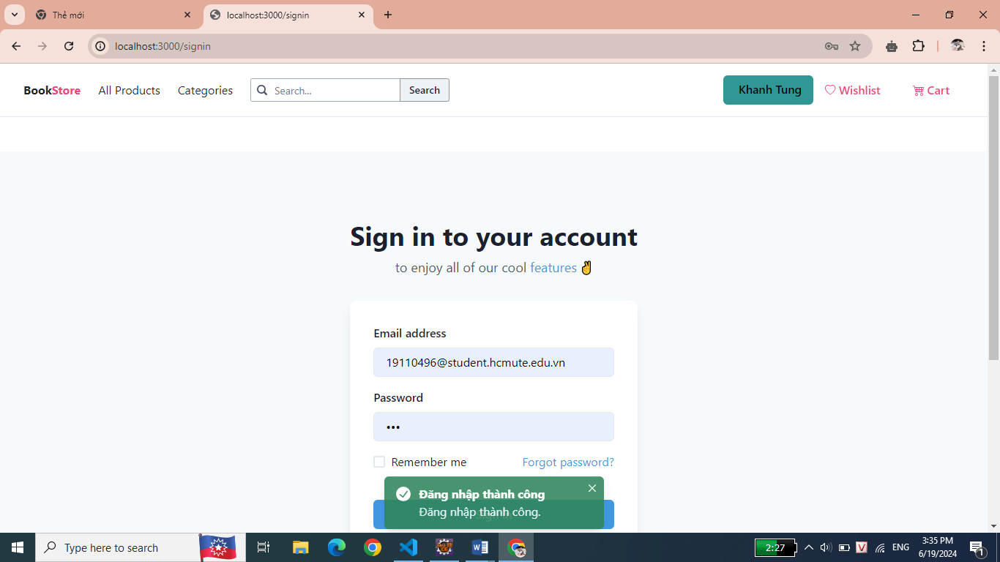 Thẻ mới
localhost:3000/signin
localhost:3000/signin
BookStore All Products Categories Search... Search Khanh Tung Wishlist Cart
Sign in to your account
to enjoy all of our cool features ✌
Email address
19110496@student.hcmute.edu.vn
Password
•••
Remember me Forgot password?
Đăng nhập thành công
Đăng nhập thành công.
Type here to search
2:27
V
ENG
3:35 PM
6/19/2024
1